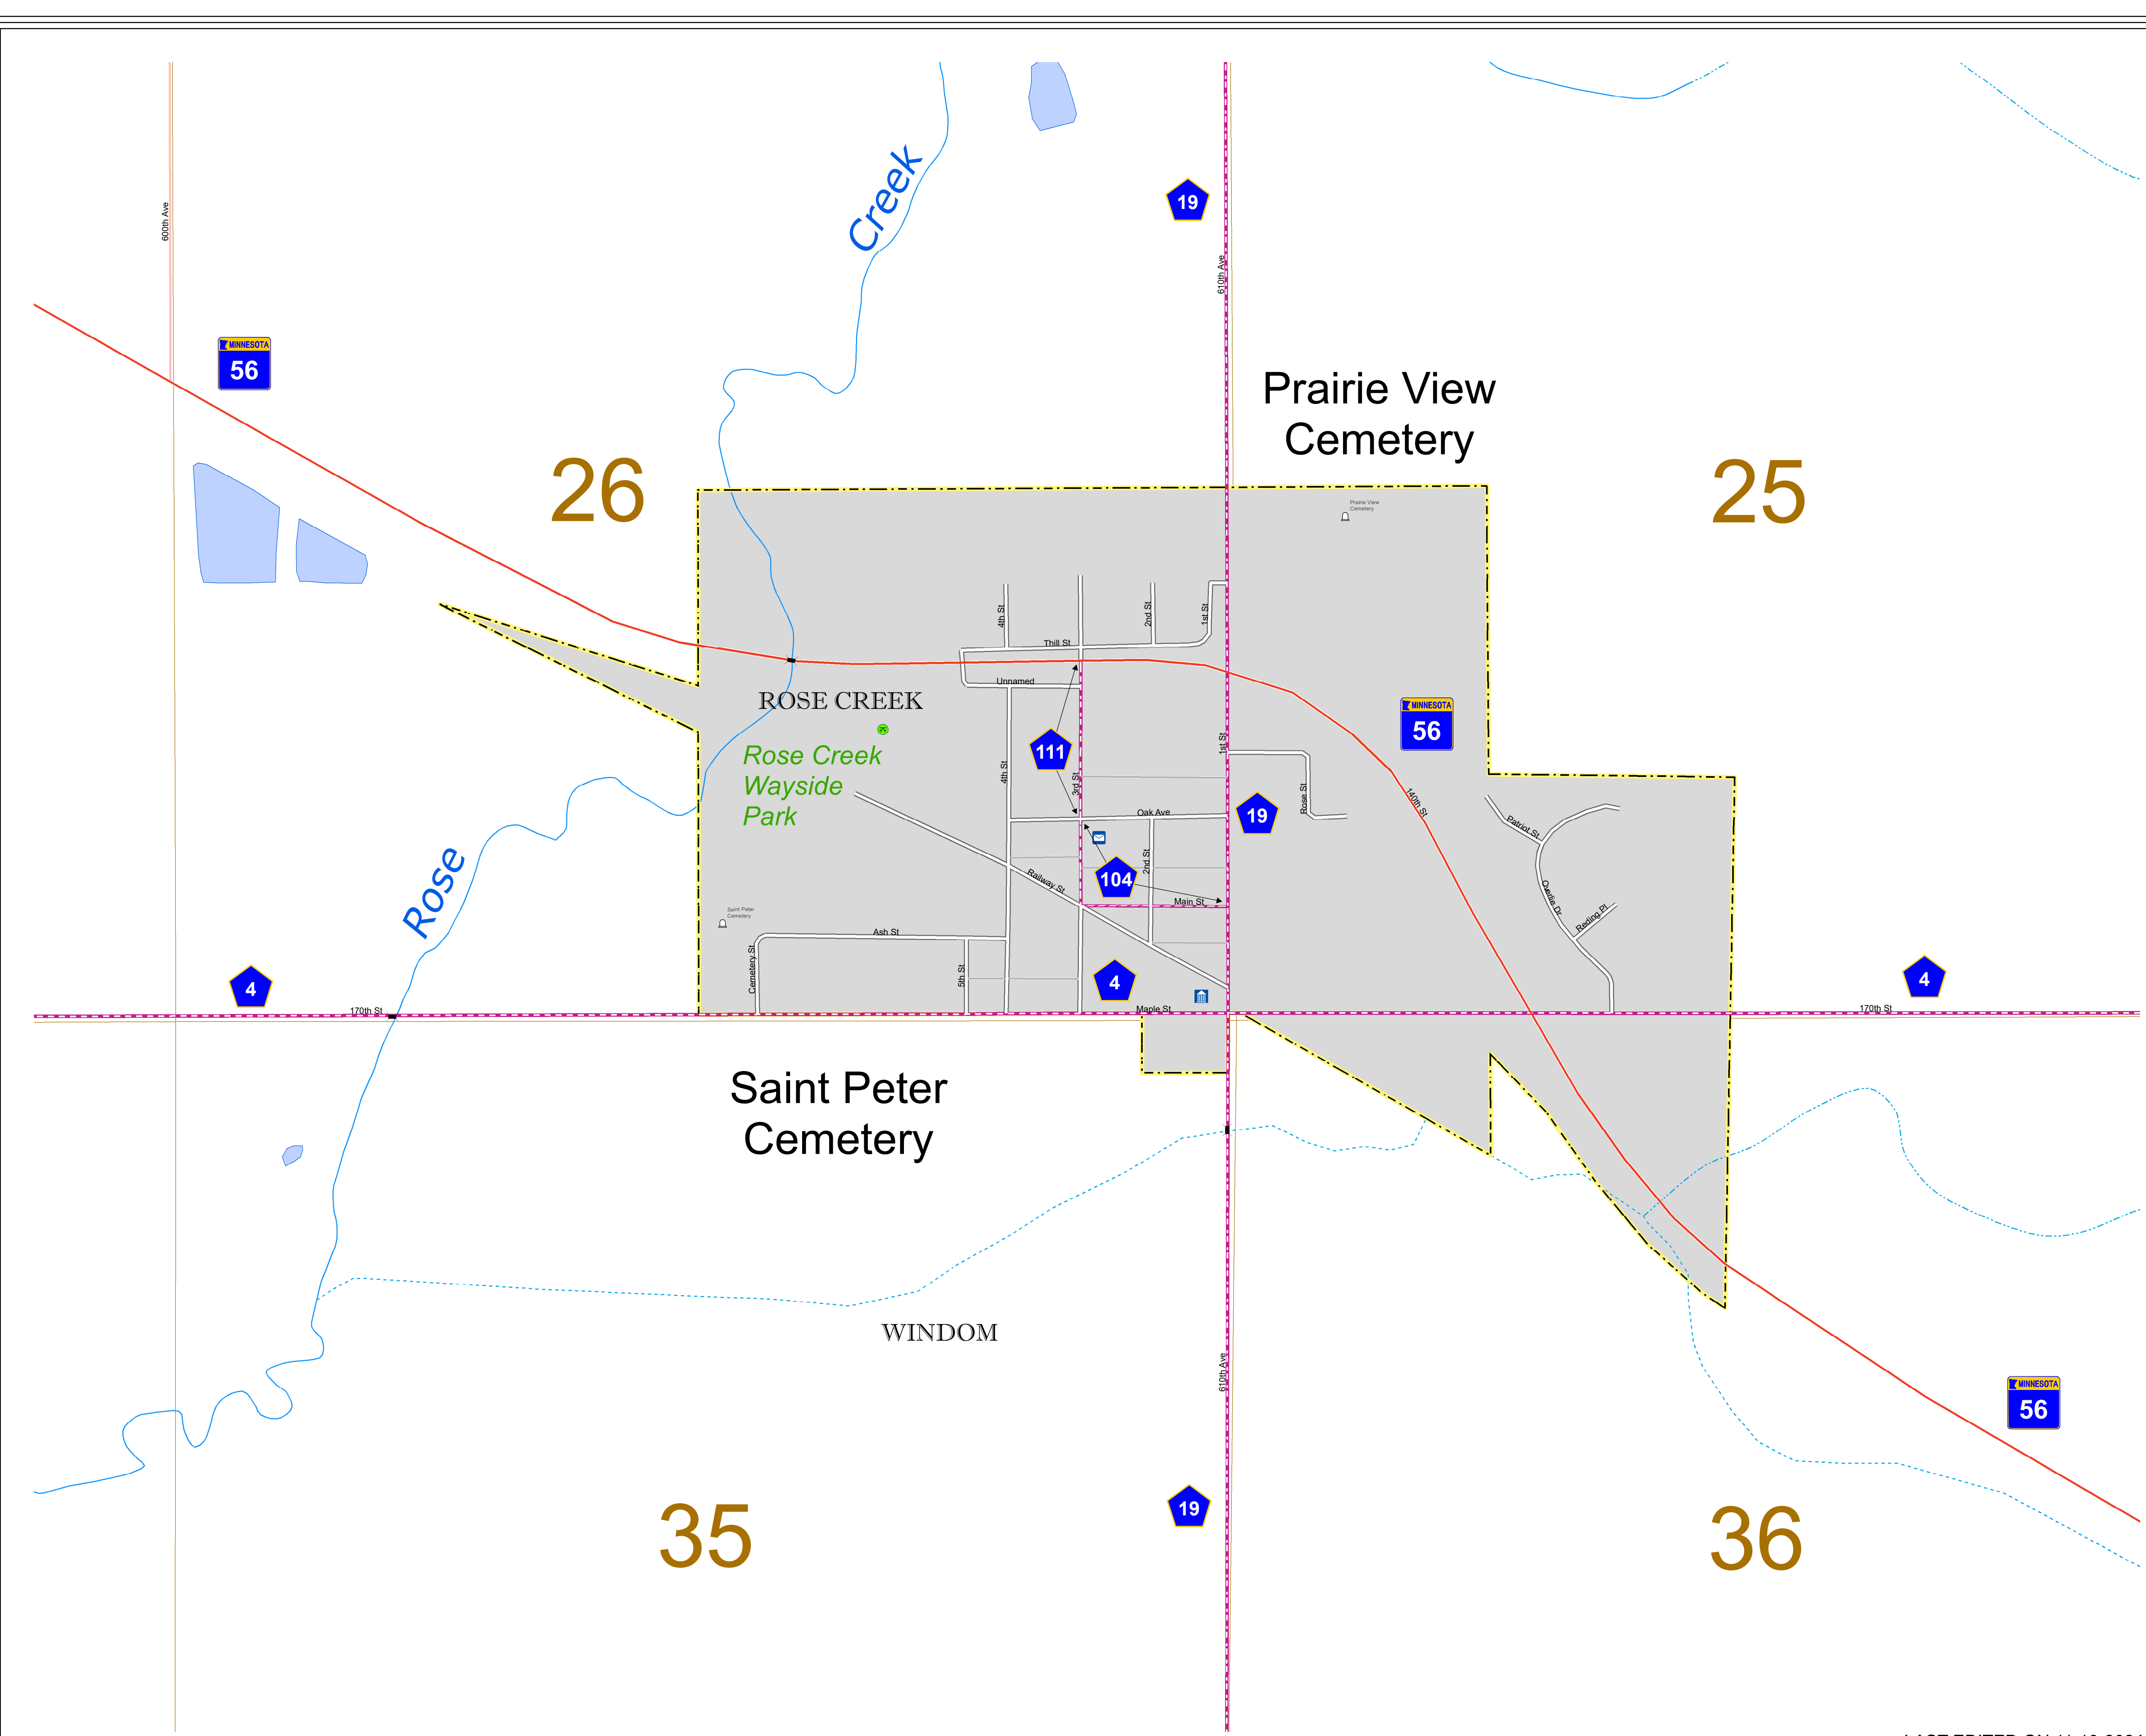 Creek
19
600th Ave
610th Ave
MINNESOTA
56
Prairie View
Cemetery
26
25
Prairie View
Cemetery
4th St
2nd St
1st St
Thill St
Unnamed
ROSE CREEK
MINNESOTA
56
111
1st St
Rose Creek
Wayside
Park
4th St
3rd St
Rose St
140th St
Oak Ave
19
Patriot St
Rose
2nd St
104
Railway St
Overlie Dr
Main St
Reding Pl
Saint Peter
Cemetery
Ash St
Cemetery St
5th St
4
4
4
170th St
Maple St
170th St
Saint Peter
Cemetery
WINDOM
610th Ave
MINNESOTA
56
35
19
36